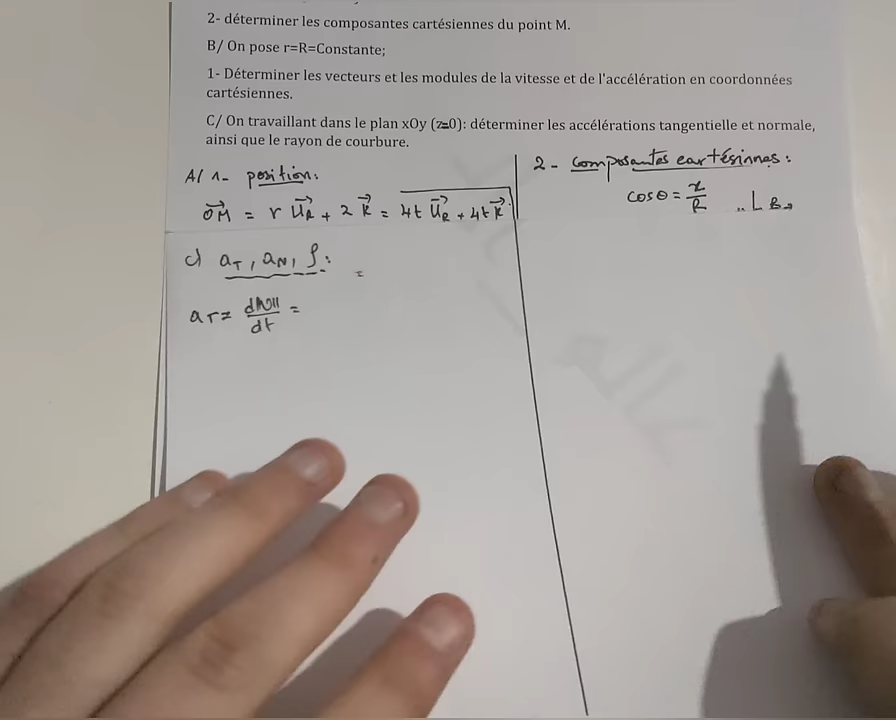 2- déterminer les composantes cartésiennes du point M.
B/ On pose r=R=Constante;
1- Déterminer les vecteurs et les modules de la vitesse et de l'accélération en coordonnées
cartésiennes.
C/ On travaillant dans le plan xOy (z=0): déterminer les accélérations tangentielle et normale,
ainsi que le rayon de courbure.
A/ 1- position:
OM = r U_R + z K = 4t U_R + 4t K
c) a_T, a_N, ρ:
=
a_T = d||V||/dt =
2- composantes cartésinnes:
cosθ = x/R